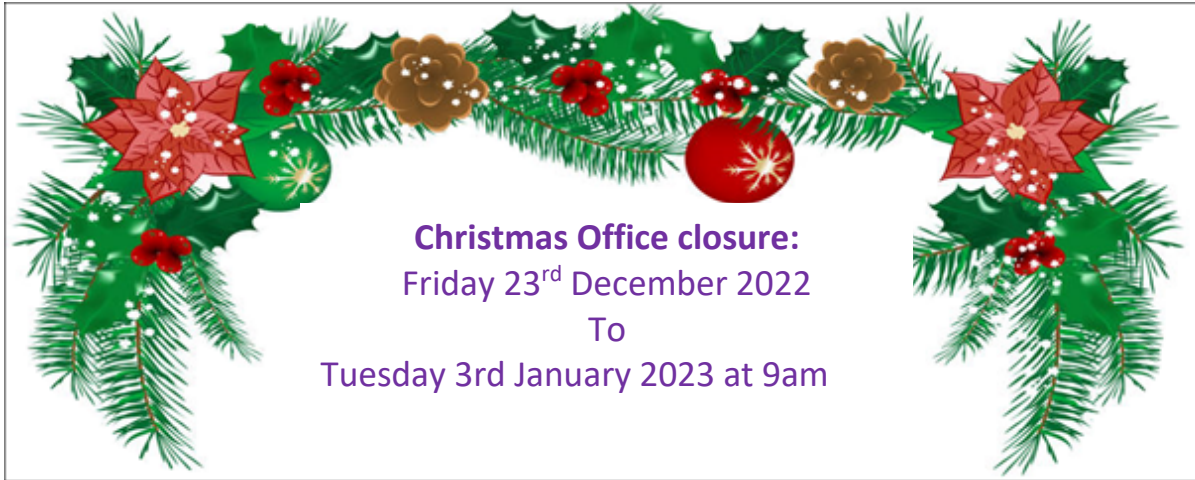 Christmas Office closure:
Friday 23rd December 2022
To
Tuesday 3rd January 2023 at 9am